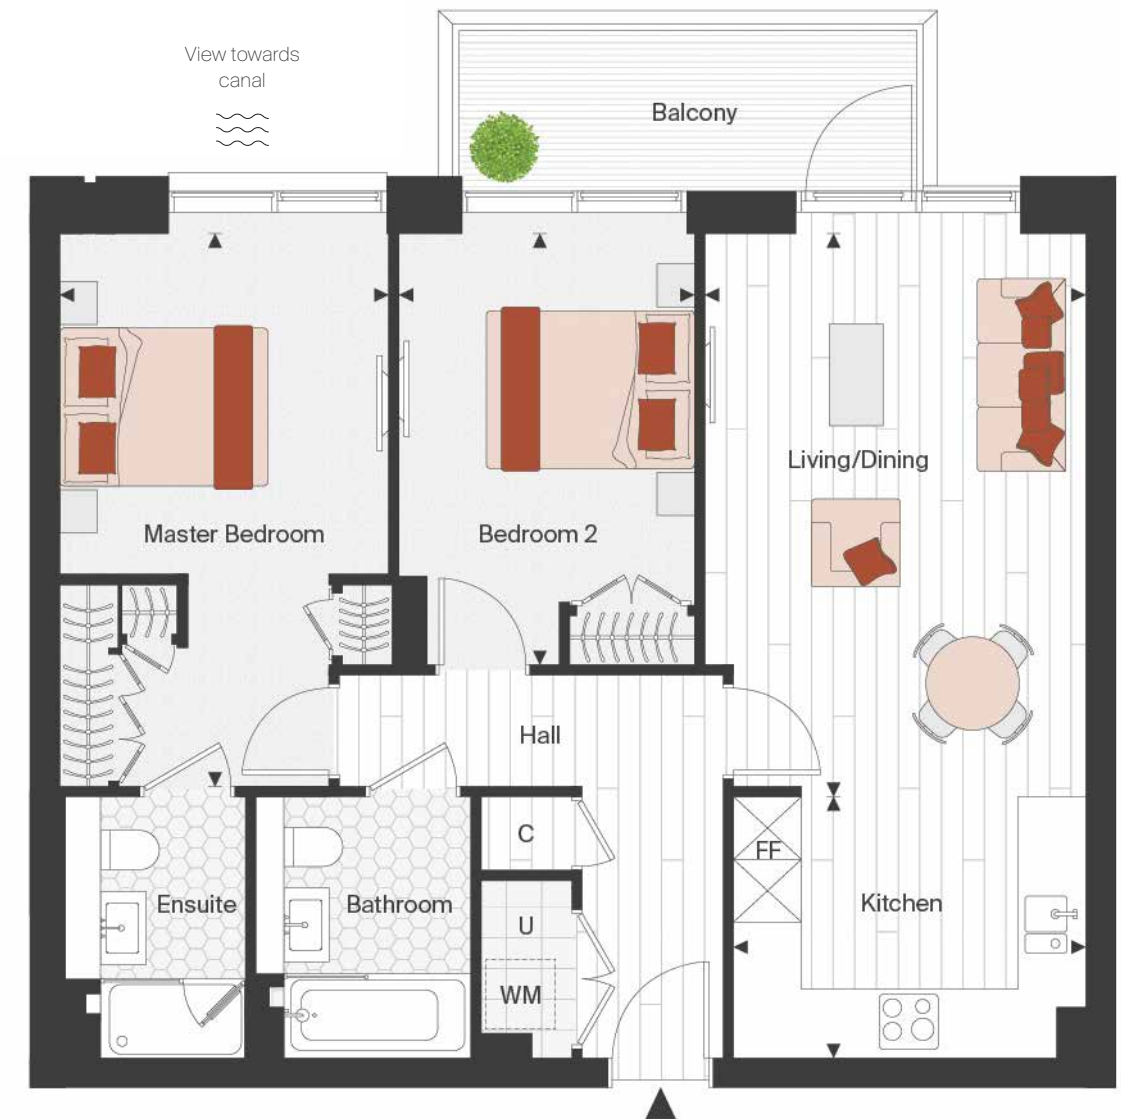 View towards
canal
Balcony
Living/Dining
Master Bedroom
Bedroom 2
Hall
C
FF
Ensuite
Bathroom
Kitchen
U
WM